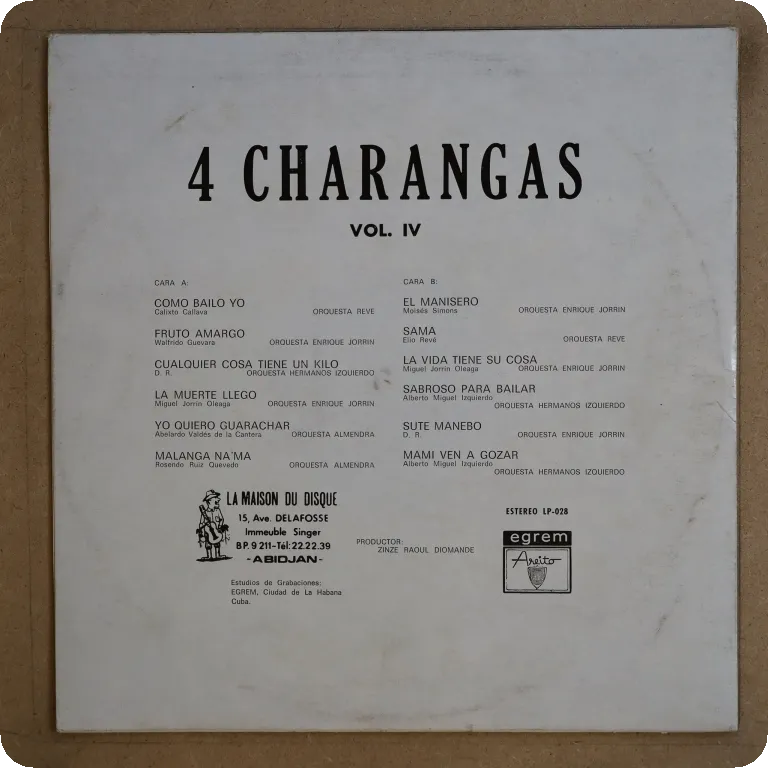 4 CHARANGAS
VOL. IV
CARA A:
COMO BAILO YO
Calixto Callava ORQUESTA REVE
FRUTO AMARGO
Walfrido Guevara ORQUESTA ENRIQUE JORRIN
CUALQUIER COSA TIENE UN KILO
D. R. ORQUESTA HERMANOS IZQUIERDO
LA MUERTE LLEGO
Miguel Jorrin Oleaga ORQUESTA ENRIQUE JORRIN
YO QUIERO GUARACHAR
Abelardo Valdés de la Cantera ORQUESTA ALMENDRA
MALANGA NA'MA
Rosendo Ruiz Quevedo ORQUESTA ALMENDRA
CARA B:
EL MANISERO
Moisés Simons ORQUESTA ENRIQUE JORRIN
SAMA
Elio Revé ORQUESTA REVE
LA VIDA TIENE SU COSA
Miguel Jorrin Oleaga ORQUESTA ENRIQUE JORRIN
SABROSO PARA BAILAR
Alberto Miguel Izquierdo
ORQUESTA HERMANOS IZQUIERDO
SUTE MANEBO
D. R. ORQUESTA ENRIQUE JORRIN
MAMI VEN A GOZAR
Alberto Miguel Izquierdo
ORQUESTA HERMANOS IZQUIERDO
LA MAISON DU DISQUE
15, Ave. DELAFOSSE
Immeuble Singer
B P. 9 211-Tél: 22.22.39
- ABIDJAN -
Estudios de Grabaciones:
EGREM, Ciudad de La Habana
Cuba.
PRODUCTOR:
ZINZE RAOUL DIOMANDE
ESTEREO LP-028
egrem
Areito